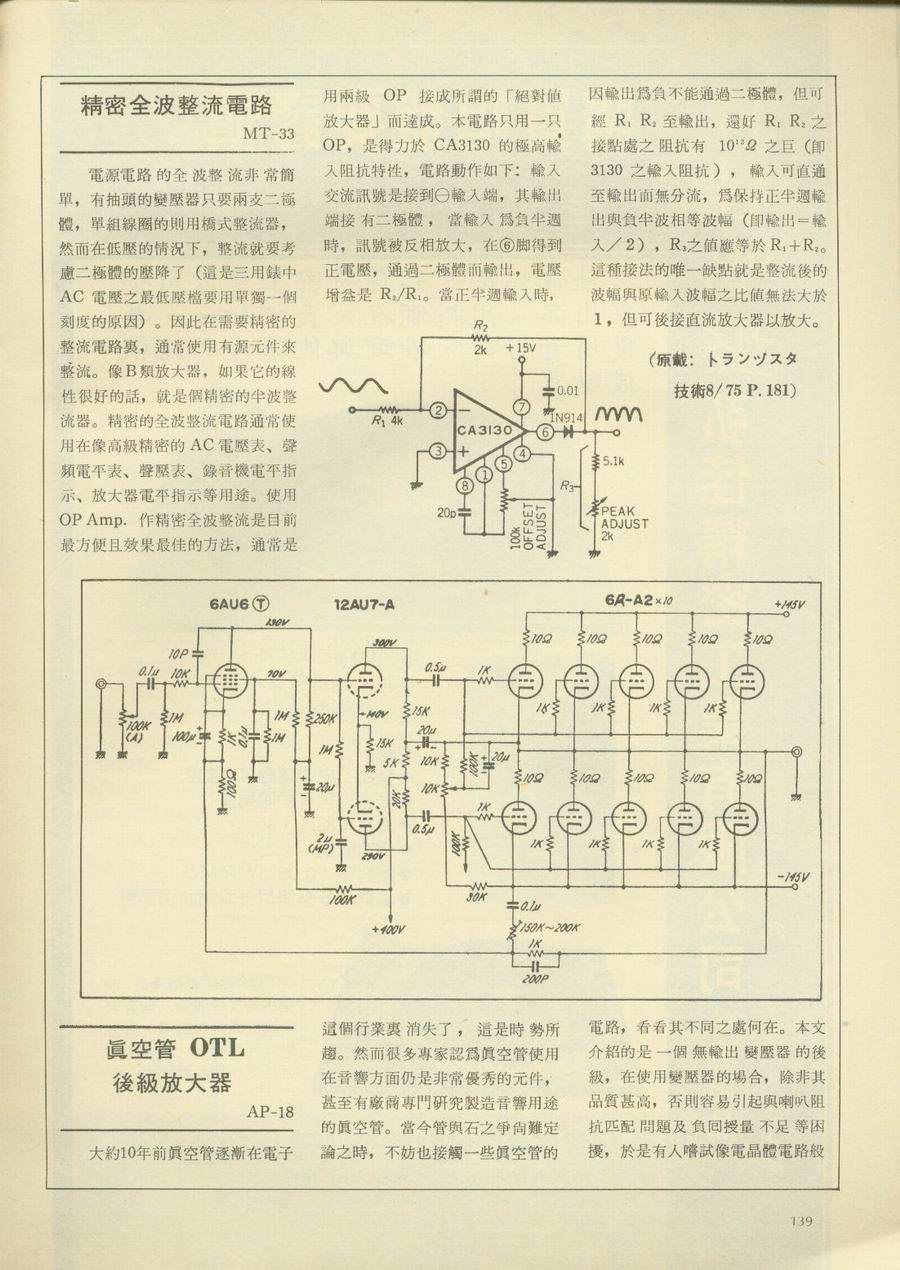 精密全波整流電路
MT-33
電源電路的全波整流非常簡
單，有抽頭的變壓器只要兩支二極
體，單組線圈的則用橋式整流器，
然而在低壓的情況下，整流就要考
慮二極體的壓降了（這是三用錶中
AC 電壓之最低壓檔要用單獨一個
刻度的原因）。因此在需要精密的
整流電路裏，通常使用有源元件來
整流。像B類放大器，如果它的線
性很好的話，就是個精密的半波整
流器。精密的全波整流電路通常使
用在像高級精密的 AC 電壓表、聲
頻電平表、聲壓表、錄音機電平指
示、放大器電平指示等用途。使用
OP Amp. 作精密全波整流是目前
最方便且效果最佳的方法，通常是
用兩級 OP 接成所謂的「絕對値
放大器」而達成。本電路只用一只
OP，是得力於 CA3130 的極高輸
入阻抗特性，電路動作如下：輸入
交流訊號是接到⊖輸入端，其輸出
端接有二極體，當輸入爲負半週
時，訊號被反相放大，在⑥脚得到
正電壓，通過二極體而輸出，電壓
增益是 R₂/R₁。當正半週輸入時，
因輸出爲負不能通過二極體，但可
經 R₁ R₂ 至輸出，還好 R₁ R₂ 之
接點處之阻抗有 10¹²Ω 之巨（卽
3130 之輸入阻抗），輸入可直通
至輸出而無分流，爲保持正半週輸
出與負半波相等波幅（卽輸出＝輸
入／2），R₃之値應等於 R₁+R₂。
這種接法的唯一缺點就是整流後的
波幅與原輸入波幅之比値無法大於
1，但可後接直流放大器以放大。
（原載：トランヅスタ
技術8/75 P.181）
R₂
2k
+15V
0.01
R₁ 4k
② − ⑦
CA3130
⑥ 1N914
③ + ④
⑤
⑧ ①
5.1k
R₃
20p
100k
OFFSET
ADJUST
PEAK
ADJUST
2k
6AU6 Ⓣ
12AU7-A
6R-A2×10
190V
300V
+145V
10P
10Ω
10Ω
10Ω
10Ω
10Ω
0.1μ
10K
70V
0.5μ
1K
100K
(A)
1M
100μ
1K
0.1μ
1M
1M
250K
+140V
15K
15K
1K
1K
1K
1K
20μ
5K
10K
100K
20μ
100Ω
20μ
1M
20K
10K
10Ω
10Ω
10Ω
10Ω
10Ω
2μ
(MP)
290V
0.5μ
1K
100K
1K
1K
1K
1K
100K
30K
-145V
+400V
0.1μ
150K～200K
1K
200P
眞空管 OTL
後級放大器
AP-18
大約10年前眞空管逐漸在電子
這個行業裏消失了，這是時勢所
趨。然而很多專家認爲眞空管使用
在音響方面仍是非常優秀的元件，
甚至有廠商專門研究製造音響用途
的眞空管。當今管與石之爭尙難定
論之時，不妨也接觸一些眞空管的
電路，看看其不同之處何在。本文
介紹的是一個無輸出變壓器的後
級，在使用變壓器的場合，除非其
品質甚高，否則容易引起與喇叭阻
抗匹配問題及負囘授量不足等困
擾，於是有人嚐試像電晶體電路般
139